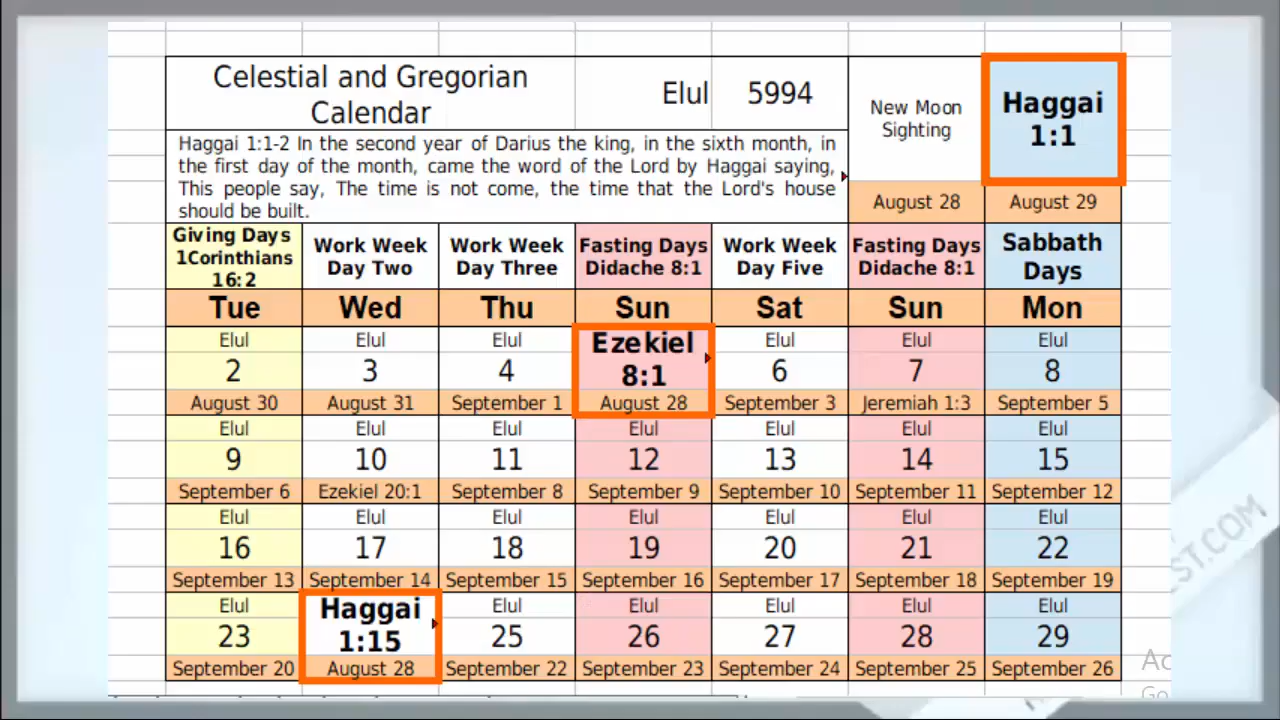 Celestial and Gregorian
Calendar
Elul
5994
New Moon
Sighting
August 28
Haggai
1:1
August 29
Haggai 1:1-2 In the second year of Darius the king, in the sixth month, in
the first day of the month, came the word of the Lord by Haggai saying,
This people say, The time is not come, the time that the Lord's house
should be built.
Giving Days
1Corinthians
16:2
Work Week
Day Two
Work Week
Day Three
Fasting Days
Didache 8:1
Work Week
Day Five
Fasting Days
Didache 8:1
Sabbath
Days
Tue Wed Thu Sun Sat Sun Mon
Elul Elul Elul Ezekiel Elul Elul Elul
2 3 4 8:1 6 7 8
August 30 August 31 September 1 August 28 September 3 Jeremiah 1:3 September 5
Elul Elul Elul Elul Elul Elul Elul
9 10 11 12 13 14 15
September 6 Ezekiel 20:1 September 8 September 9 September 10 September 11 September 12
Elul Elul Elul Elul Elul Elul Elul
16 17 18 19 20 21 22
September 13 September 14 September 15 September 16 September 17 September 18 September 19
Elul Haggai Elul Elul Elul Elul Elul
23 1:15 25 26 27 28 29
September 20 August 28 September 22 September 23 September 24 September 25 September 26